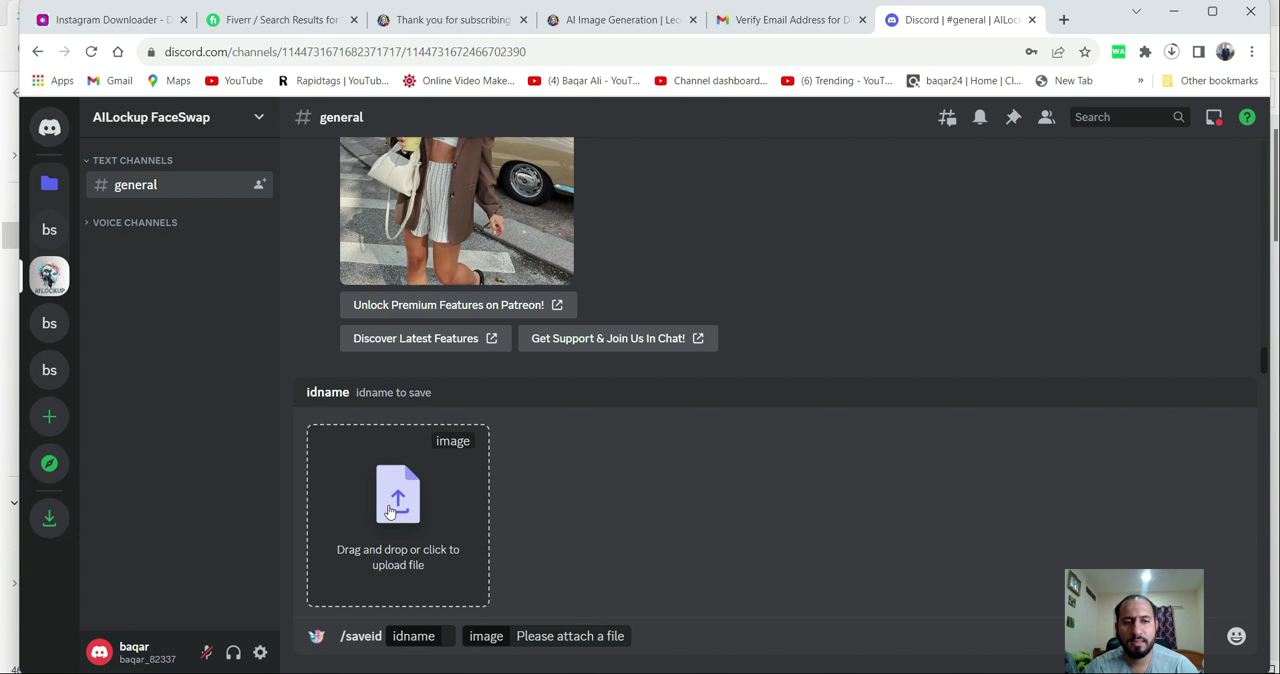 Instagram Downloader - D
Fiverr / Search Results for
Thank you for subscribing
AI Image Generation | Leo
Verify Email Address for D
Discord | #general | AILoc
discord.com/channels/1144731671682371717/1144731672466702390
Apps
Gmail
Maps
YouTube
Rapidtags | YouTub...
Online Video Make...
(4) Baqar Ali - YouT...
Channel dashboard...
(6) Trending - YouT...
baqar24 | Home | Cl...
New Tab
»
Other bookmarks
AILockup FaceSwap
# general
Search
TEXT CHANNELS
# general
VOICE CHANNELS
bs
AILOCKUP
bs
bs
Unlock Premium Features on Patreon!
Discover Latest Features
Get Support & Join Us In Chat!
idname idname to save
image
Drag and drop or click to
upload file
/saveid idname image Please attach a file
baqar
baqar_82337